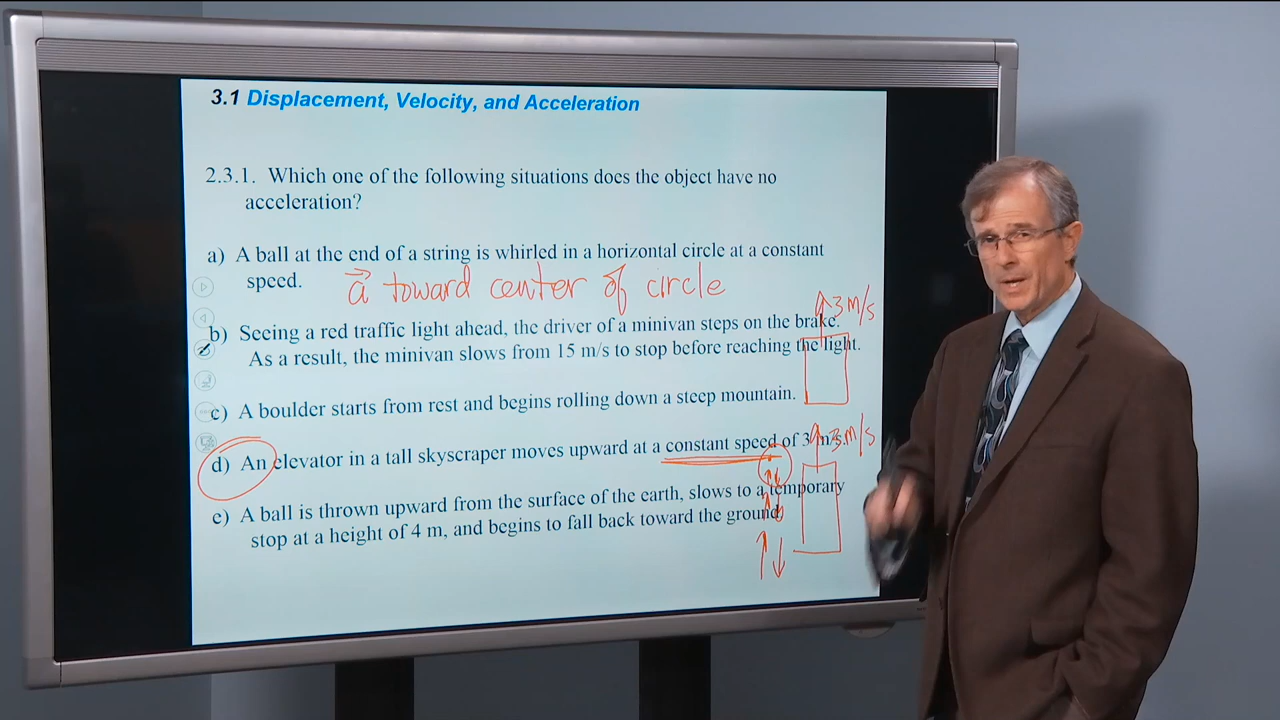 3.1 Displacement, Velocity, and Acceleration
2.3.1. Which one of the following situations does the object have no
acceleration?
a) A ball at the end of a string is whirled in a horizontal circle at a constant
speed. a⃗ toward center of circle
3 m/s
b) Seeing a red traffic light ahead, the driver of a minivan steps on the brake.
As a result, the minivan slows from 15 m/s to stop before reaching the light.
c) A boulder starts from rest and begins rolling down a steep mountain.
d) An elevator in a tall skyscraper moves upward at a constant speed of 3 m/s
3 m/s
e) A ball is thrown upward from the surface of the earth, slows to a temporary
stop at a height of 4 m, and begins to fall back toward the ground.